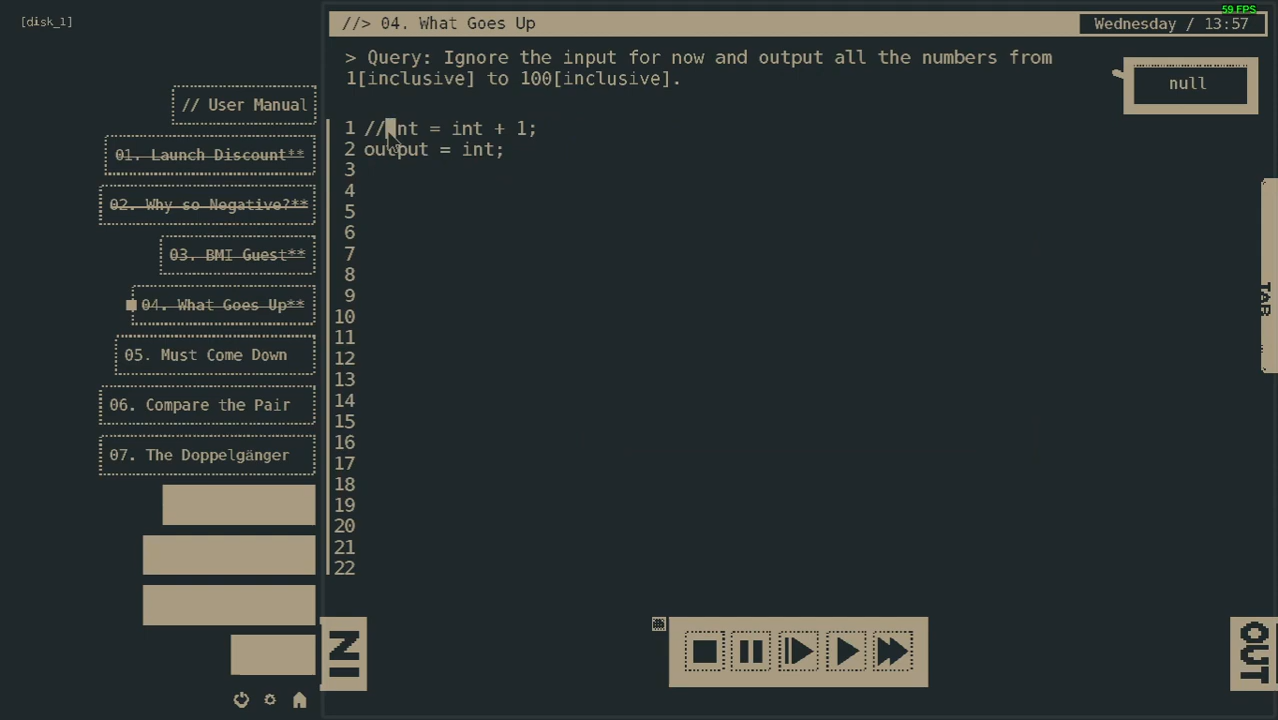 59 FPS
[disk_1]
//> 04. What Goes Up
Wednesday / 13:57
> Query: Ignore the input for now and output all the numbers from
1[inclusive] to 100[inclusive].
null
// User Manual
01. Launch Discount**
02. Why so Negative?**
03. BMI Guest**
04. What Goes Up**
05. Must Come Down
06. Compare the Pair
07. The Doppelgänger
1 //int = int + 1;
2 output = int;
3
4
5
6
7
8
9
10
11
12
13
14
15
16
17
18
19
20
21
22
TAB
IN
OUT